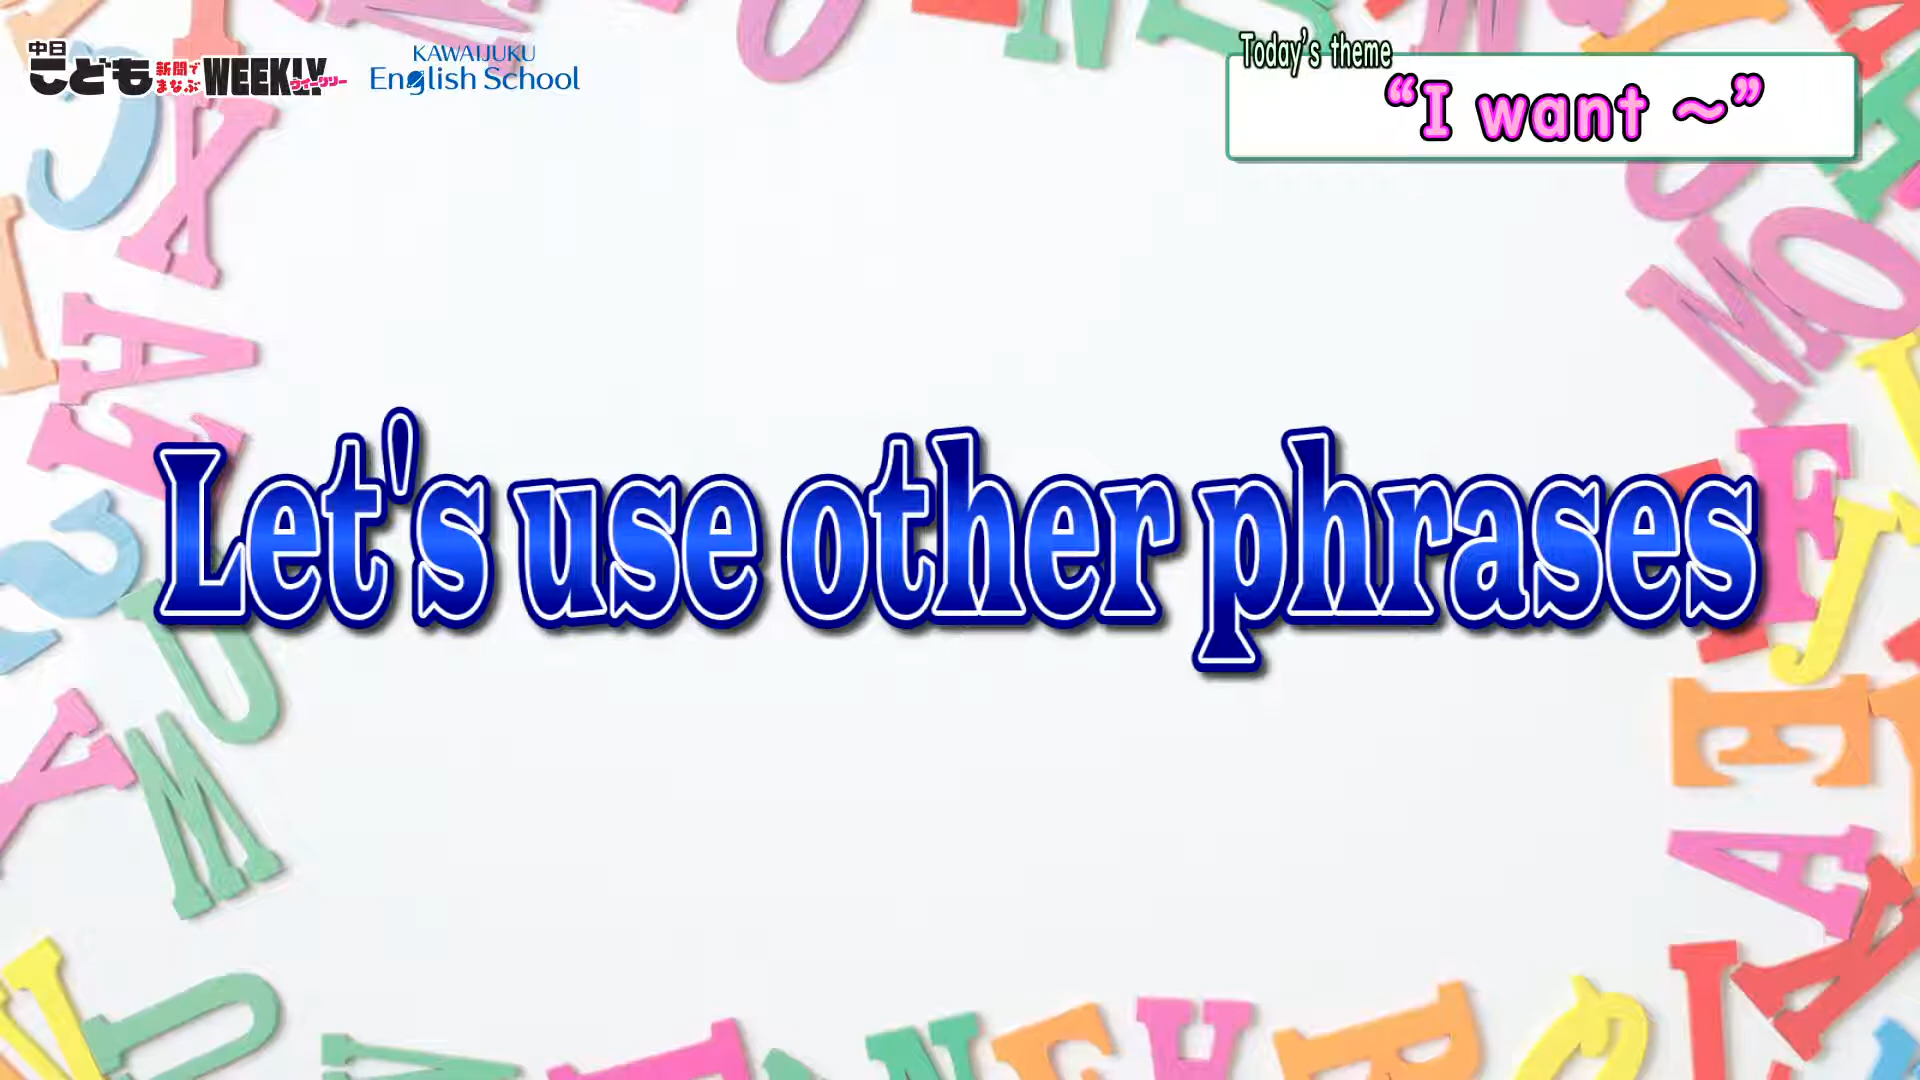 中日
こども新聞でまなぶWEEKLYウィークリー
KAWAIJUKU
English School
Today's theme
“I want ~”
Let's use other phrases